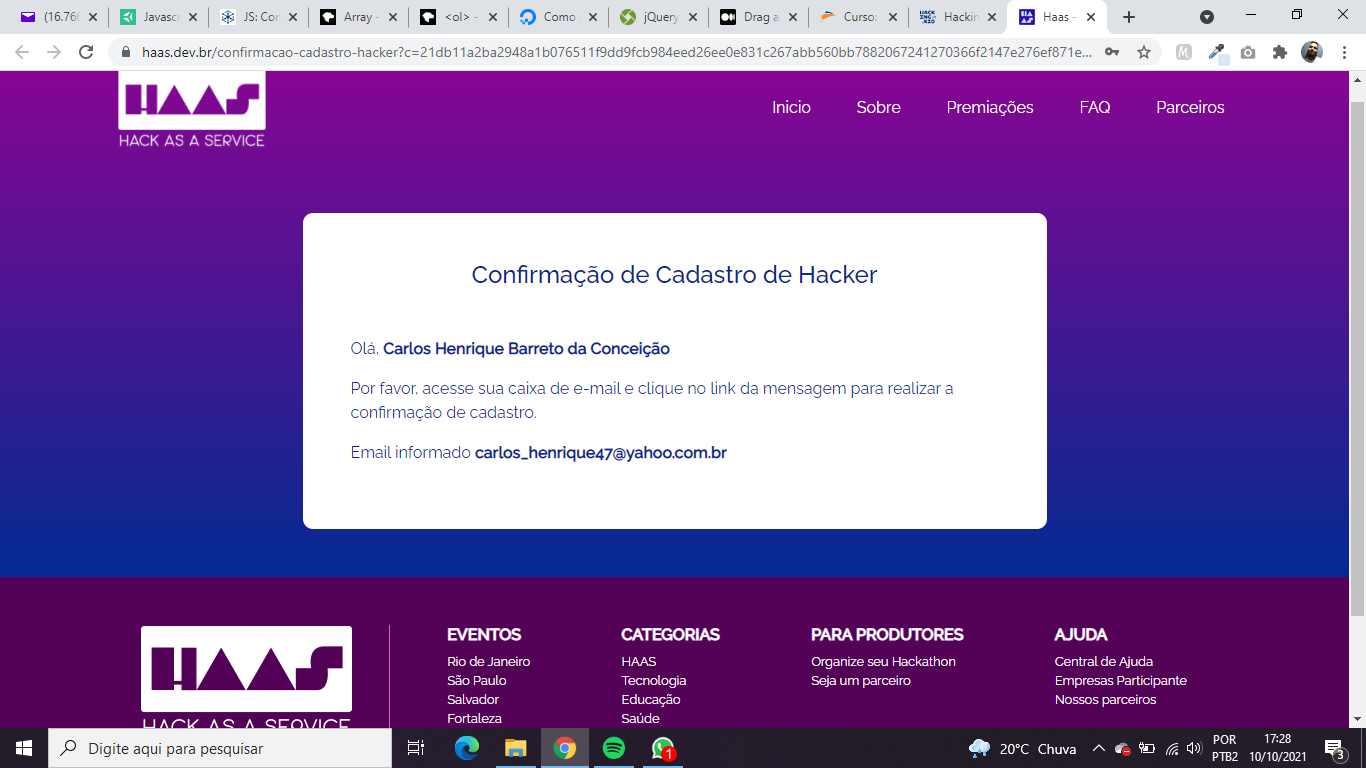 (16.766
Javasc
JS: Con
Array -
<ol> -
Como
jQuery
Drag a
Curso:
Hackin
Haas -
haas.dev.br/confirmacao-cadastro-hacker?c=21db11a2ba2948a1b076511f9dd9fcb984eed26ee0e831c267abb560bb7882067241270366f2147e276ef871e...
HAAS
HACK AS A SERVICE
Inicio Sobre Premiações FAQ Parceiros
Confirmação de Cadastro de Hacker
Olá, Carlos Henrique Barreto da Conceição
Por favor, acesse sua caixa de e-mail e clique no link da mensagem para realizar a
confirmação de cadastro.
Email informado carlos_henrique47@yahoo.com.br
HAAS
HACK AS A SERVICE
EVENTOS
Rio de Janeiro
São Paulo
Salvador
Fortaleza
CATEGORIAS
HAAS
Tecnologia
Educação
Saúde
PARA PRODUTORES
Organize seu Hackathon
Seja um parceiro
AJUDA
Central de Ajuda
Empresas Participante
Nossos parceiros
Digite aqui para pesquisar
1
20°C Chuva
POR
PTB2
17:28
10/10/2021
3